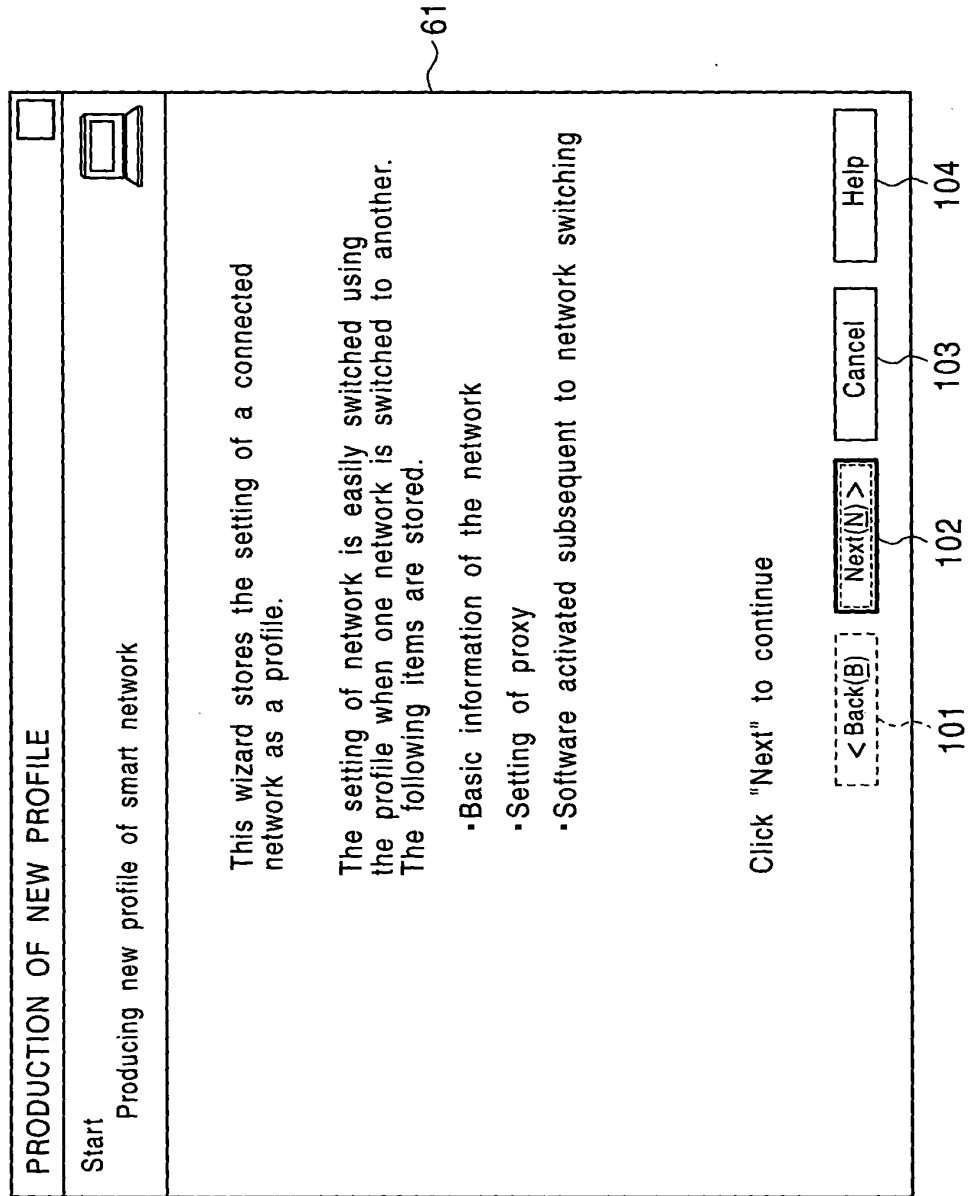 PRODUCTION OF NEW PROFILE
Start
Producing new profile of smart network
61
This wizard stores the setting of a connected
network as a profile.
The setting of network is easily switched using
the profile when one network is switched to another.
The following items are stored.
･Basic information of the network
･Setting of proxy
･Software activated subsequent to network switching
Click "Next" to continue
< Back(B) Next(N) > Cancel Help
101 102 103 104